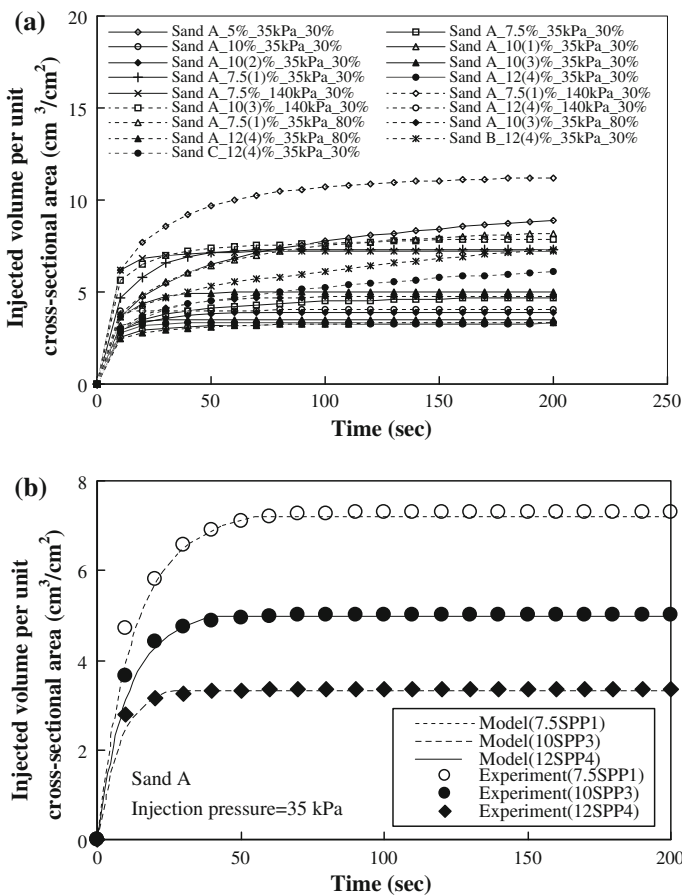 (a)
Sand A_5%_35kPa_30%
Sand A_7.5%_35kPa_30%
Sand A_10%_35kPa_30%
Sand A_10(1)%_35kPa_30%
Sand A_10(2)%_35kPa_30%
Sand A_10(3)%_35kPa_30%
Sand A_7.5(1)%_35kPa_30%
Sand A_12(4)%_35kPa_30%
Sand A_7.5%_140kPa_30%
Sand A_7.5(1)%_140kPa_30%
Sand A_10(3)%_140kPa_30%
Sand A_12(4)%_140kPa_30%
Sand A_7.5(1)%_35kPa_80%
Sand A_10(3)%_35kPa_80%
Sand A_12(4)%_35kPa_80%
Sand B_12(4)%_35kPa_30%
Sand C_12(4)%_35kPa_30%
Injected volume per unit
cross-sectional area (cm³/cm²)
20
15
10
5
0
0 50 100 150 200 250
Time (sec)
(b)
Injected volume per unit
cross-sectional area (cm³/cm²)
8
6
4
2
0
Sand A
Injection pressure=35 kPa
Model(7.5SPP1)
Model(10SPP3)
Model(12SPP4)
Experiment(7.5SPP1)
Experiment(10SPP3)
Experiment(12SPP4)
0 50 100 150 200
Time (sec)